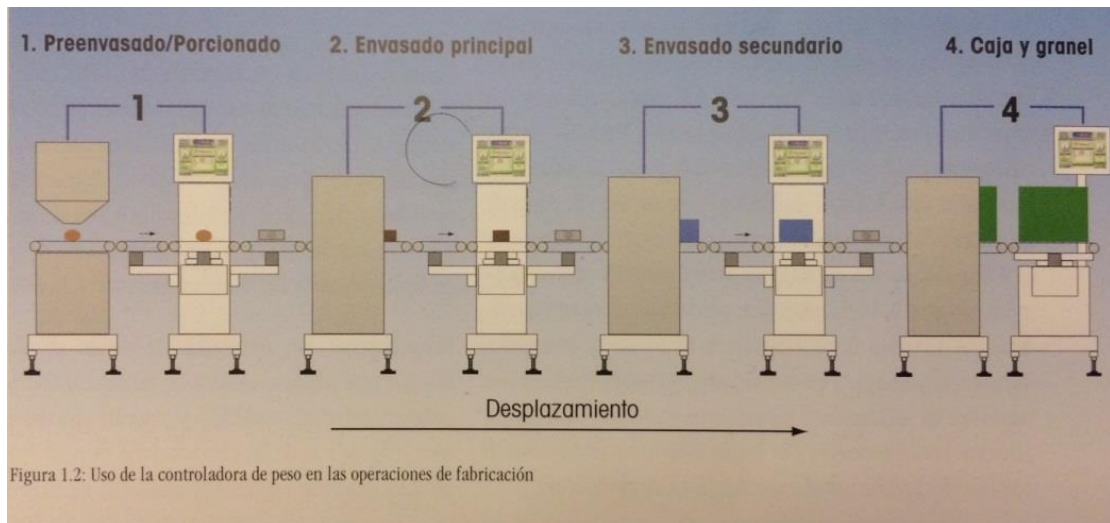 1. Preenvasado/Porcionado
2. Envasado principal
3. Envasado secundario
4. Caja y granel
1
2
3
4
Desplazamiento
Figura 1.2: Uso de la controladora de peso en las operaciones de fabricación